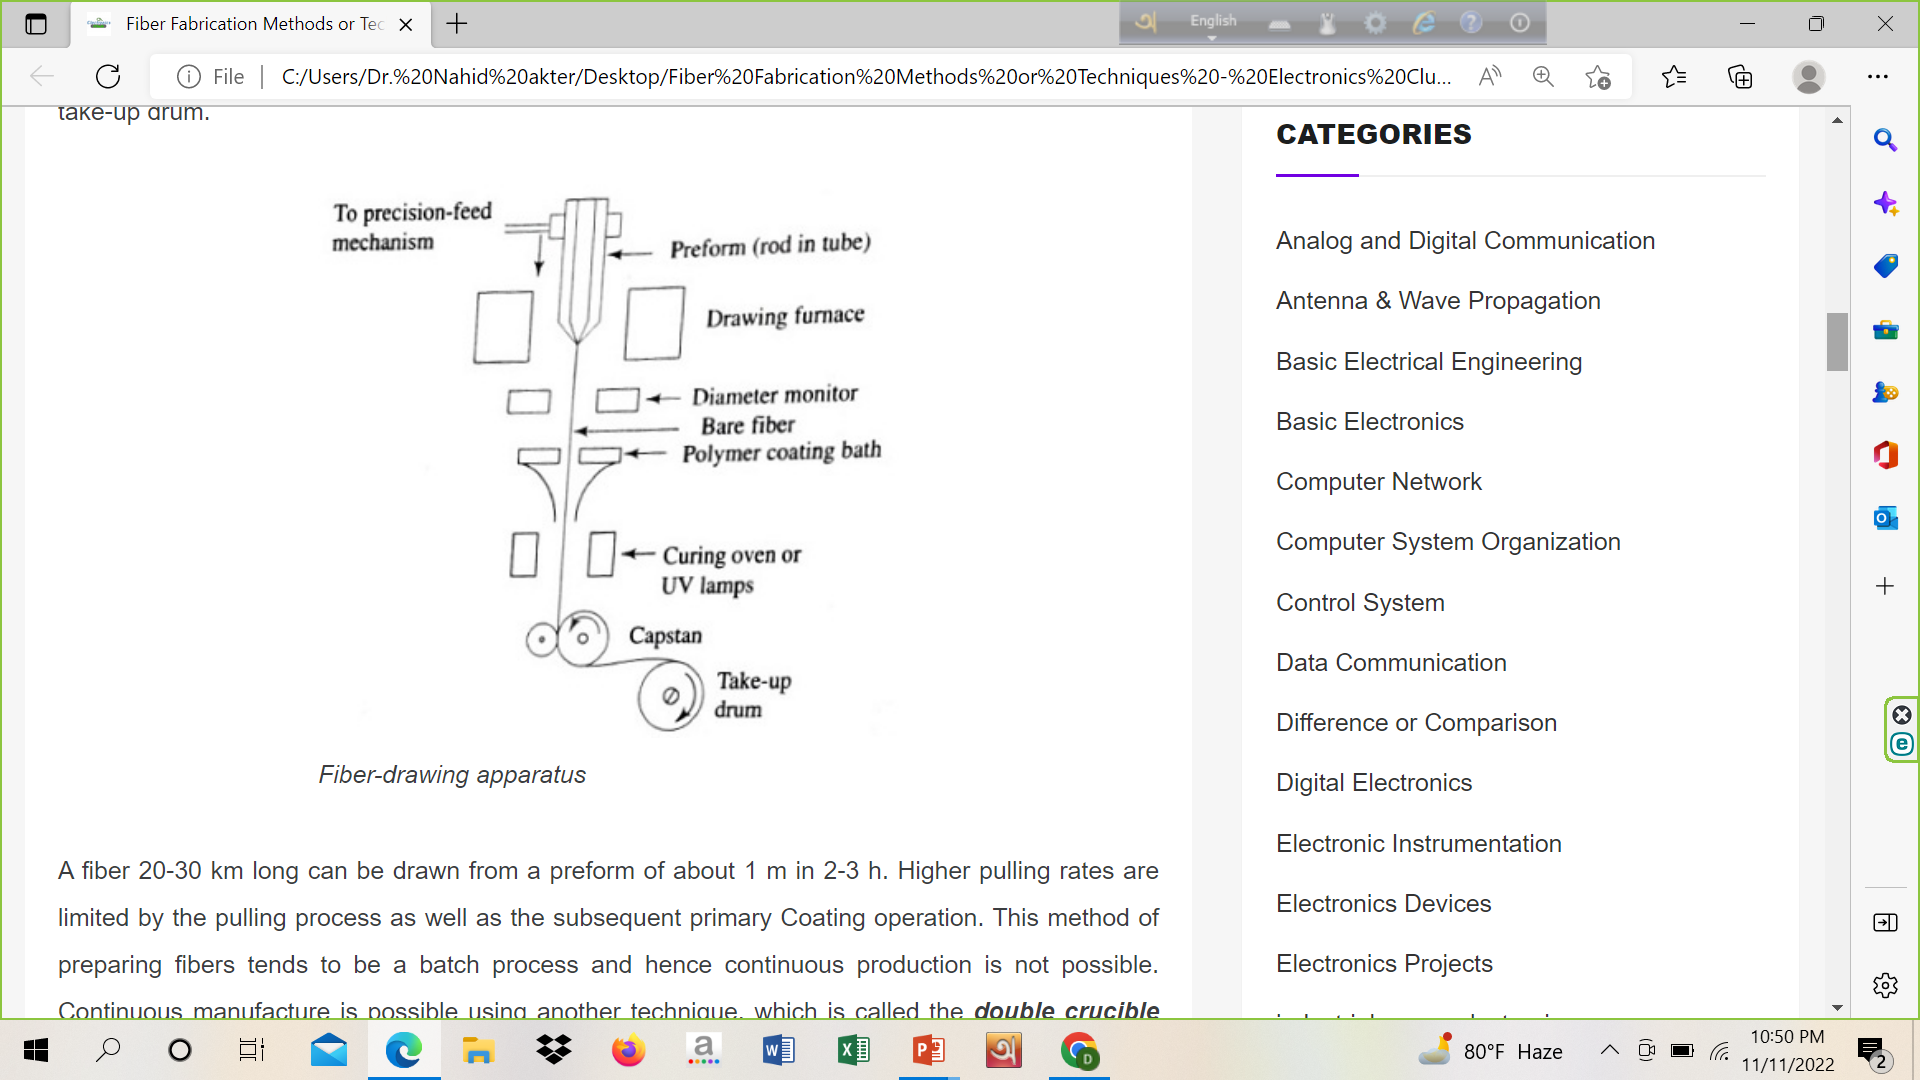 Fiber Fabrication Methods or Tec
English
File
C:/Users/Dr.%20Nahid%20akter/Desktop/Fiber%20Fabrication%20Methods%20or%20Techniques%20-%20Electronics%20Clu...
take-up drum.
To precision-feed
mechanism
Preform (rod in tube)
Drawing furnace
Diameter monitor
Bare fiber
Polymer coating bath
Curing oven or
UV lamps
Capstan
Take-up
drum
Fiber-drawing apparatus
A fiber 20-30 km long can be drawn from a preform of about 1 m in 2-3 h. Higher pulling rates are
limited by the pulling process as well as the subsequent primary Coating operation. This method of
preparing fibers tends to be a batch process and hence continuous production is not possible.
Continuous manufacture is possible using another technique, which is called the double crucible
CATEGORIES
Analog and Digital Communication
Antenna & Wave Propagation
Basic Electrical Engineering
Basic Electronics
Computer Network
Computer System Organization
Control System
Data Communication
Difference or Comparison
Digital Electronics
Electronic Instrumentation
Electronics Devices
Electronics Projects
80°F Haze
10:50 PM
11/11/2022
2